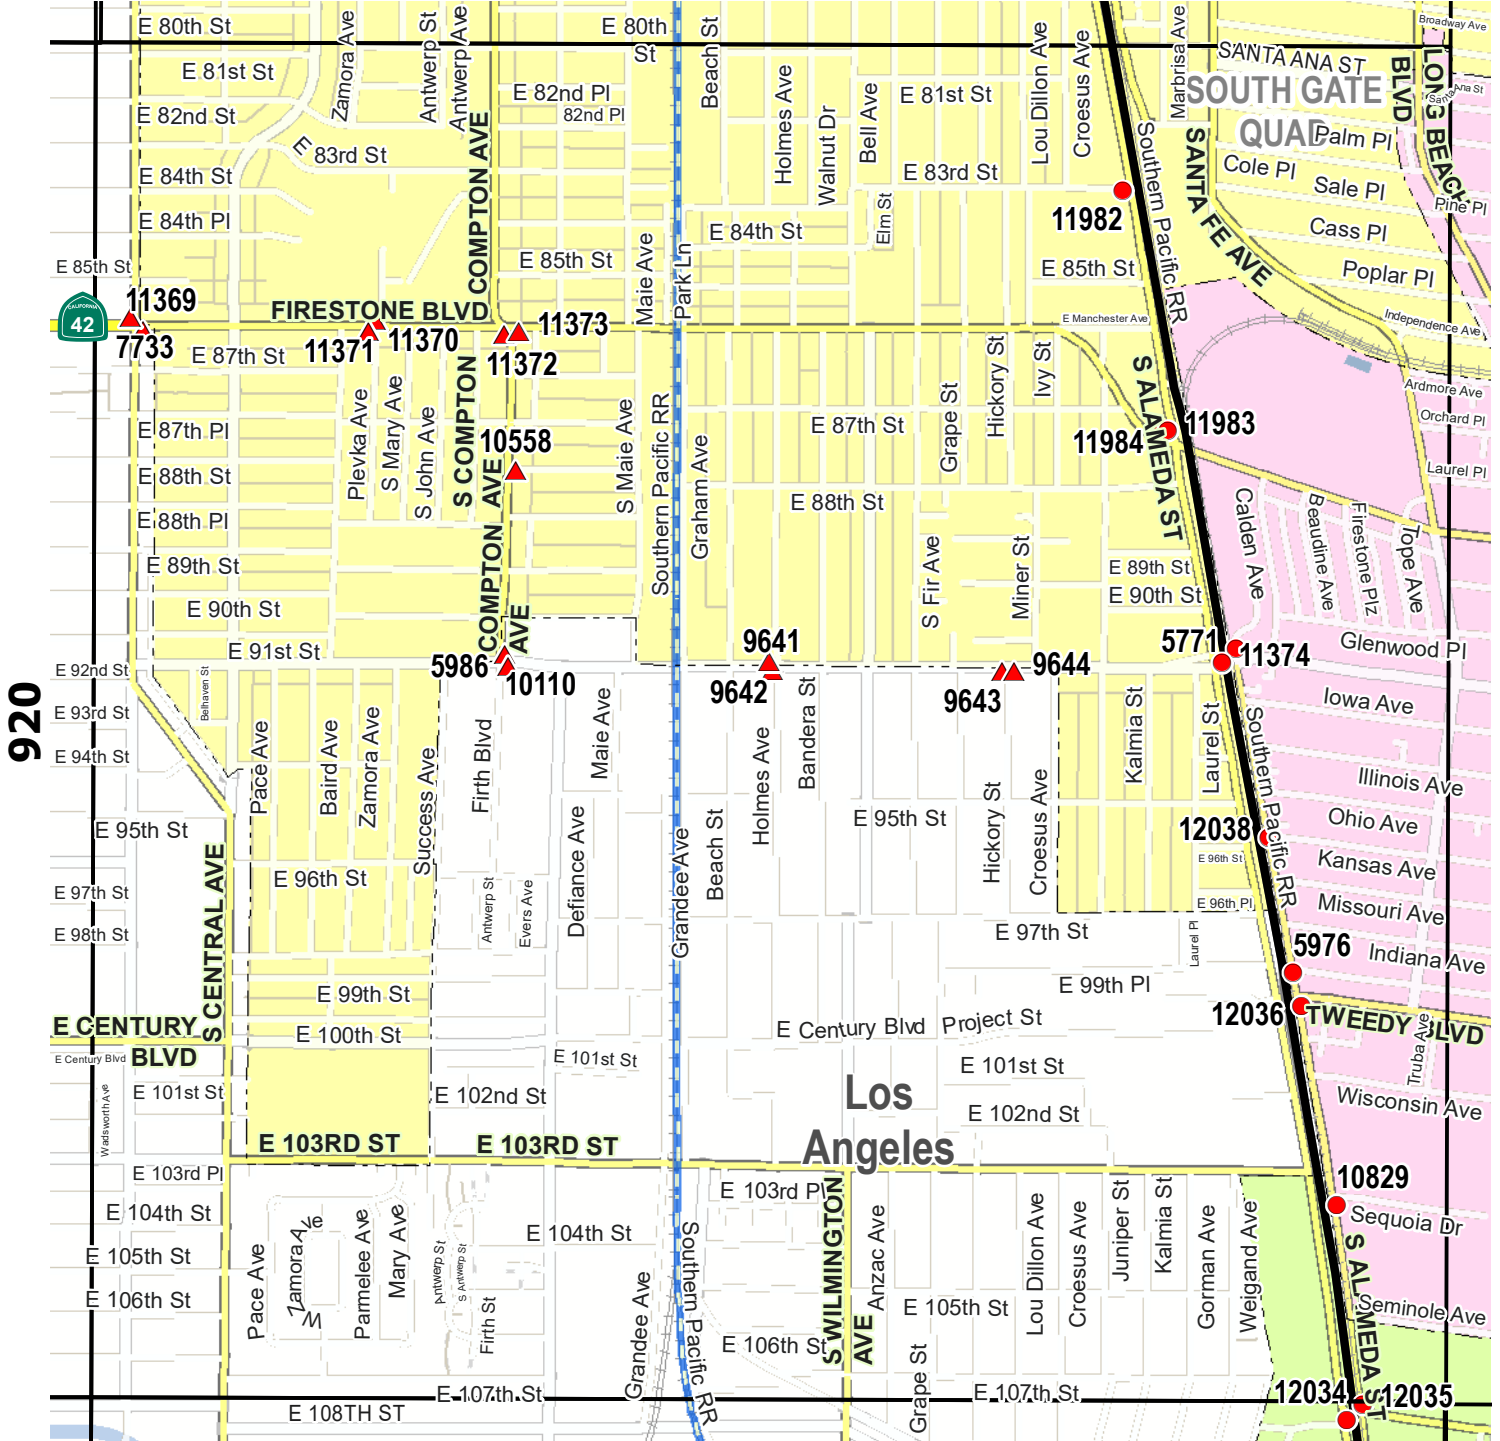 E 80th St
Zamora Ave
Antwerp St
Antwerp Ave
E 80th
St
Beach St
Lou Dillon Ave
Croesus Ave
Marbrisa Ave
Broadway Ave
SANTA ANA ST
LONG BEACH
BLVD
Santa Ana St
E 81st St
E 82nd Pl
82nd Pl
E 81st St
Holmes Ave
Walnut Dr
Bell Ave
SOUTH GATE
QUAD
Palm Pl
E 82nd St
COMPTON AVE
E 83rd St
E 83rd St
Southern Pacific RR
SANTA FE AVE
Cole Pl
Sale Pl
Pine Pl
E 84th St
E 84th Pl
11982
Cass Pl
E 84th St
Elm St
E 85th St
E 85th St
Maie Ave
Park Ln
E 85th St
Poplar Pl
CALIFORNIA
42
11369
7733
FIRESTONE BLVD
11371
11370
11372
11373
E Manchester Ave
Independence Ave
E 87th St
S COMPTON
AVE
Plevka Ave
S Mary Ave
S John Ave
S Maie Ave
Southern Pacific RR
Graham Ave
Grape St
Hickory St
Ivy St
S ALAMEDA ST
Ardmore Ave
Orchard Pl
Laurel Pl
11983
11984
E 87th Pl
E 87th St
10558
E 88th St
E 88th St
E 88th Pl
Calden Ave
Beaudine Ave
Firestone Plz
Tope Ave
E 89th St
E 89th St
E 90th St
E 90th St
S Fir Ave
Miner St
COMPTON
AVE
E 91st St
5986
10110
9641
9642
9643
9644
5771
11374
Glenwood Pl
E 92nd St
Belhaven St
E 93rd St
E 94th St
920
Iowa Ave
Pace Ave
Baird Ave
Zamora Ave
Success Ave
Firth Blvd
Maie Ave
Defiance Ave
Holmes Ave
Bandera St
Beach St
Grandee Ave
Hickory St
Croesus Ave
Kalmia St
Laurel St
Southern Pacific RR
Illinois Ave
E 95th St
E 95th St
12038
Ohio Ave
E 96th St
E 96th St
Kansas Ave
S CENTRAL AVE
Antwerp St
Evers Ave
E 97th St
E 96th Pl
Missouri Ave
E 98th St
E 97th St
Laurel Pl
5976
Indiana Ave
E 99th St
E 99th Pl
12036
TWEEDY BLVD
E CENTURY
BLVD
E Century Blvd
E 100th St
E Century Blvd
Project St
Truba Ave
E 101st St
E 101st St
E 101st St
Wadsworth Ave
E 102nd St
E 102nd St
Los
Angeles
Wisconsin Ave
E 103RD ST
E 103RD ST
E 103rd Pl
E 103rd Pl
10829
Sequoia Dr
E 104th St
E 104th St
Pace Ave
Zamora Ave
N
Pamelee Ave
Mary Ave
Antwerp St
S Antwerp St
Firth St
Grandee Ave
Southern Pacific RR
S WILMINGTON
AVE
Anzac Ave
Lou Dillon Ave
Croesus Ave
Juniper St
Kalmia St
Gorman Ave
Weigand Ave
S ALAMEDA ST
E 105th St
E 105th St
E 106th St
E 106th St
Seminole Ave
Grape St
E 107th St
E 107th St
12034
12035
E 108TH ST